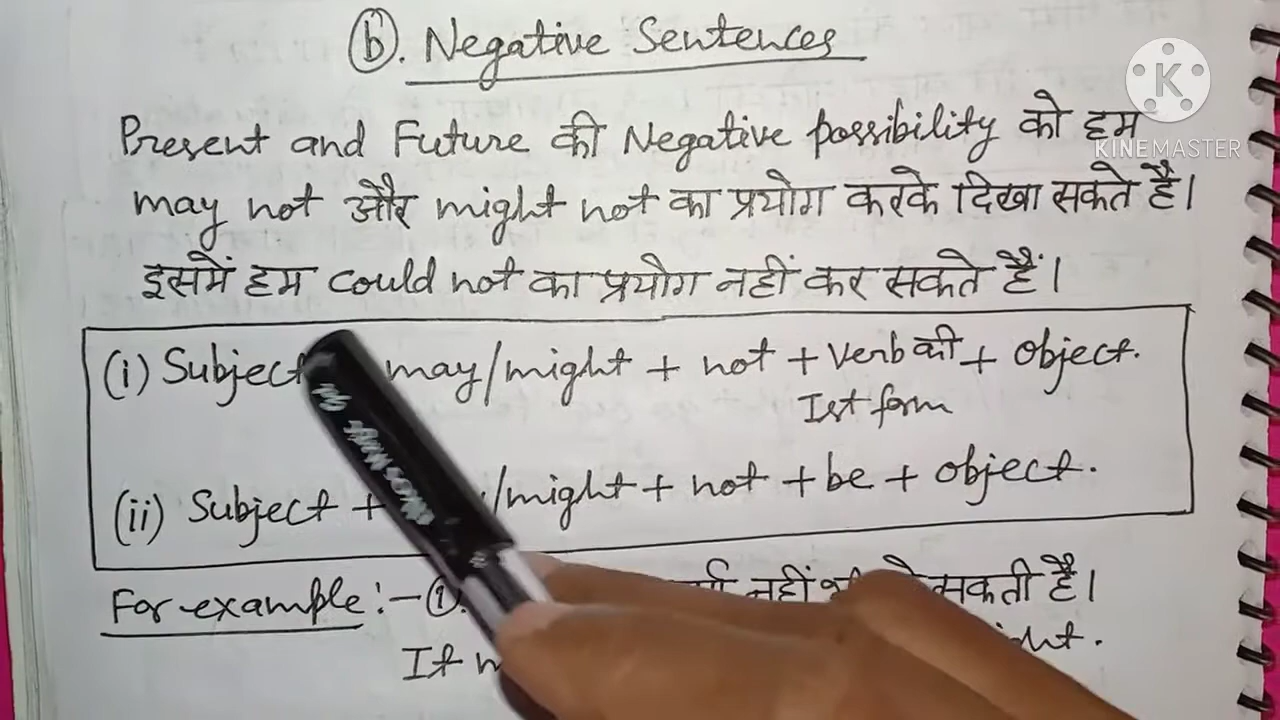 (b). Negative Sentences
Present and Future की Negative possibility को हम
may not और might not का प्रयोग करके दिखा सकते है।
इसमें हम could not का प्रयोग नहीं कर सकते हैं।
(i) Subject may/might + not + verb की + object.
Ist form
(ii) Subject + /might + not + be + object.
For example :- (1). नहीं सकती है।
It
K
KINEMASTER